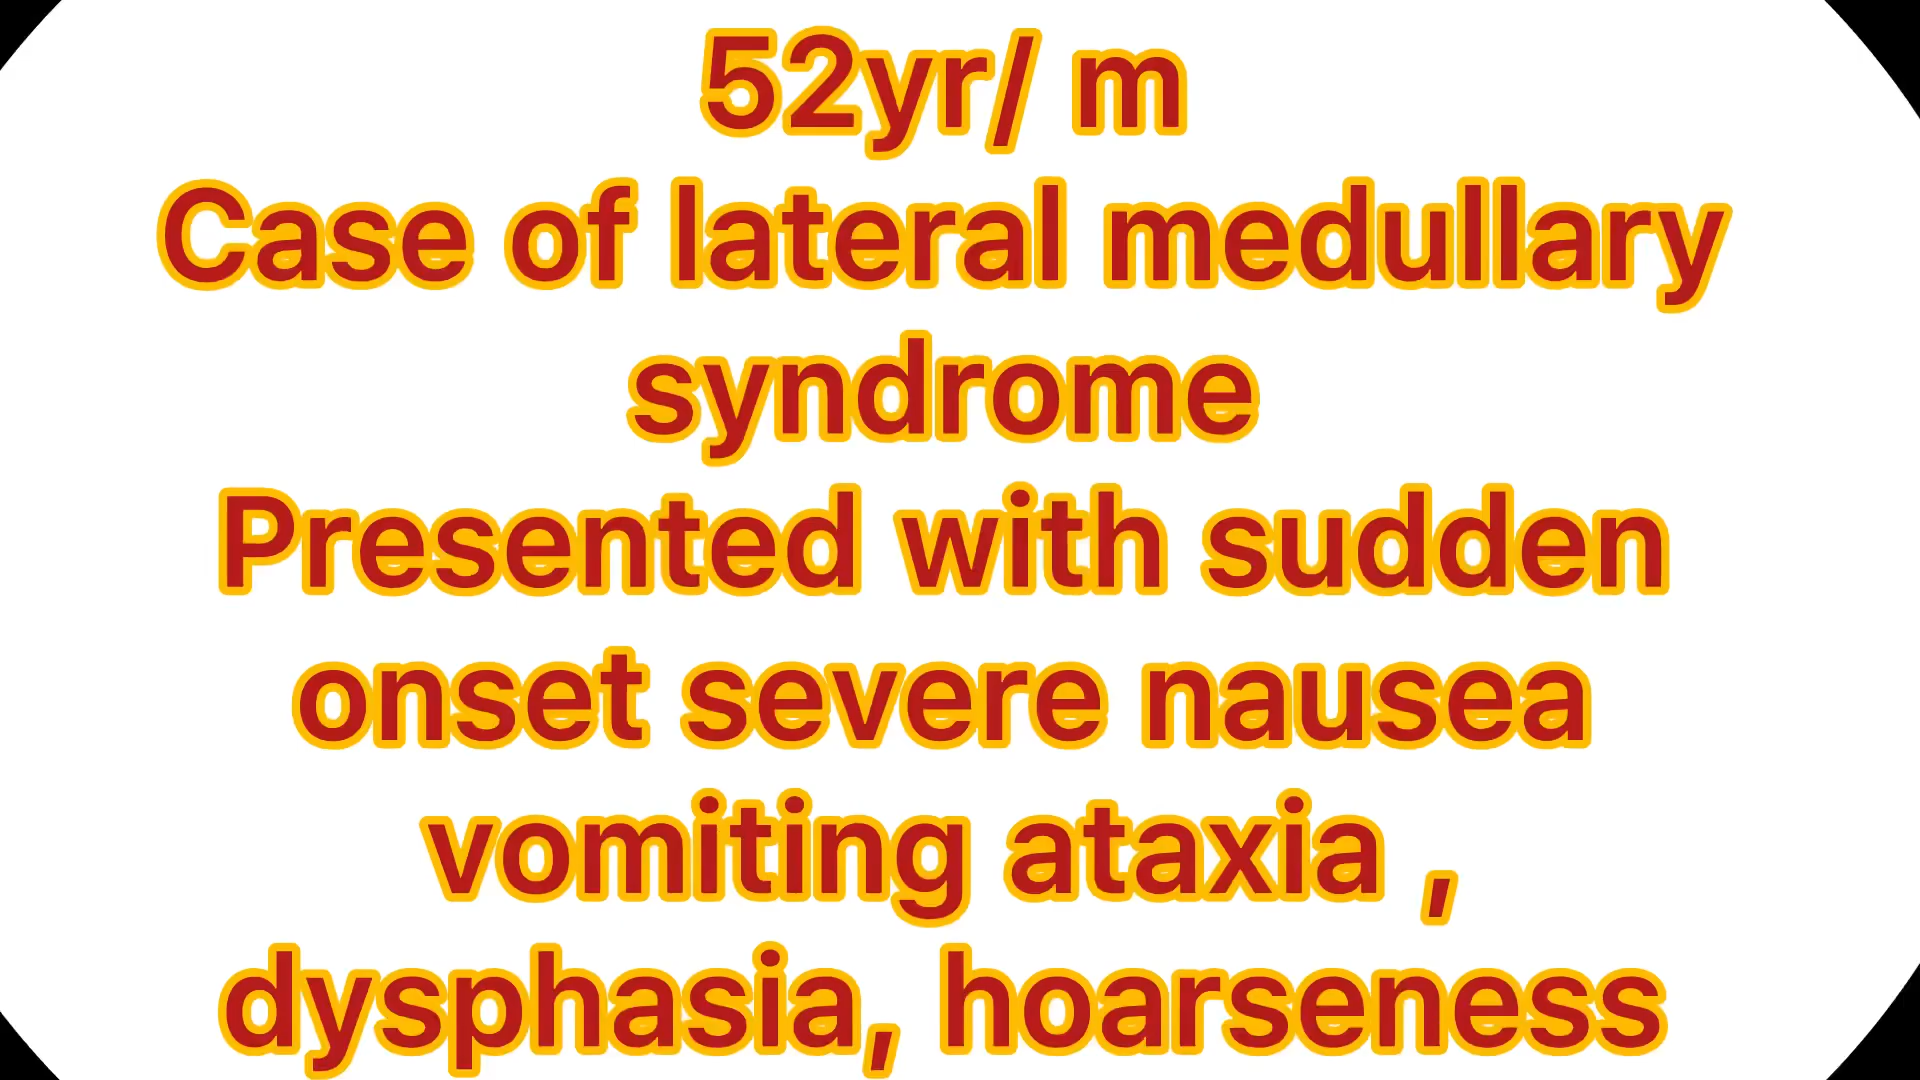 52yr/ m
Case of lateral medullary
syndrome
Presented with sudden
onset severe nausea
vomiting ataxia ,
dysphasia, hoarseness